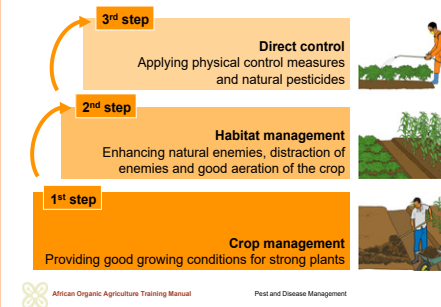 3rd step
Direct control
Applying physical control measures
and natural pesticides
2nd step
Habitat management
Enhancing natural enemies, distraction of
enemies and good aeration of the crop
1st step
Crop management
Providing good growing conditions for strong plants
African Organic Agriculture Training Manual
Pest and Disease Management